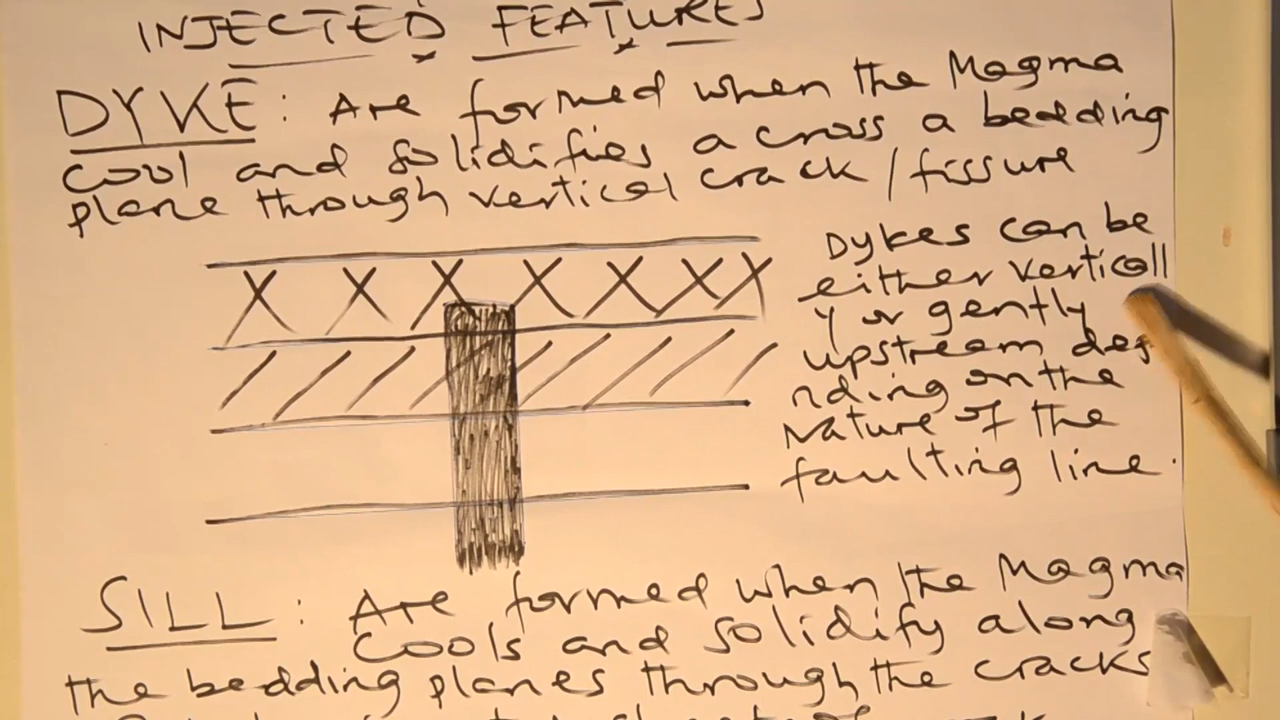 INJECTED FEATURES
DYKE: Are formed when the Magma
cool and solidifies across a bedding
plane through vertical crack/fissure
Dykes can be
either verticall
y or gently
upstream dep
nding on the
Nature of the
faulting line.
SILL: Are formed when the Magma
cools and solidify along
the bedding planes through the cracks